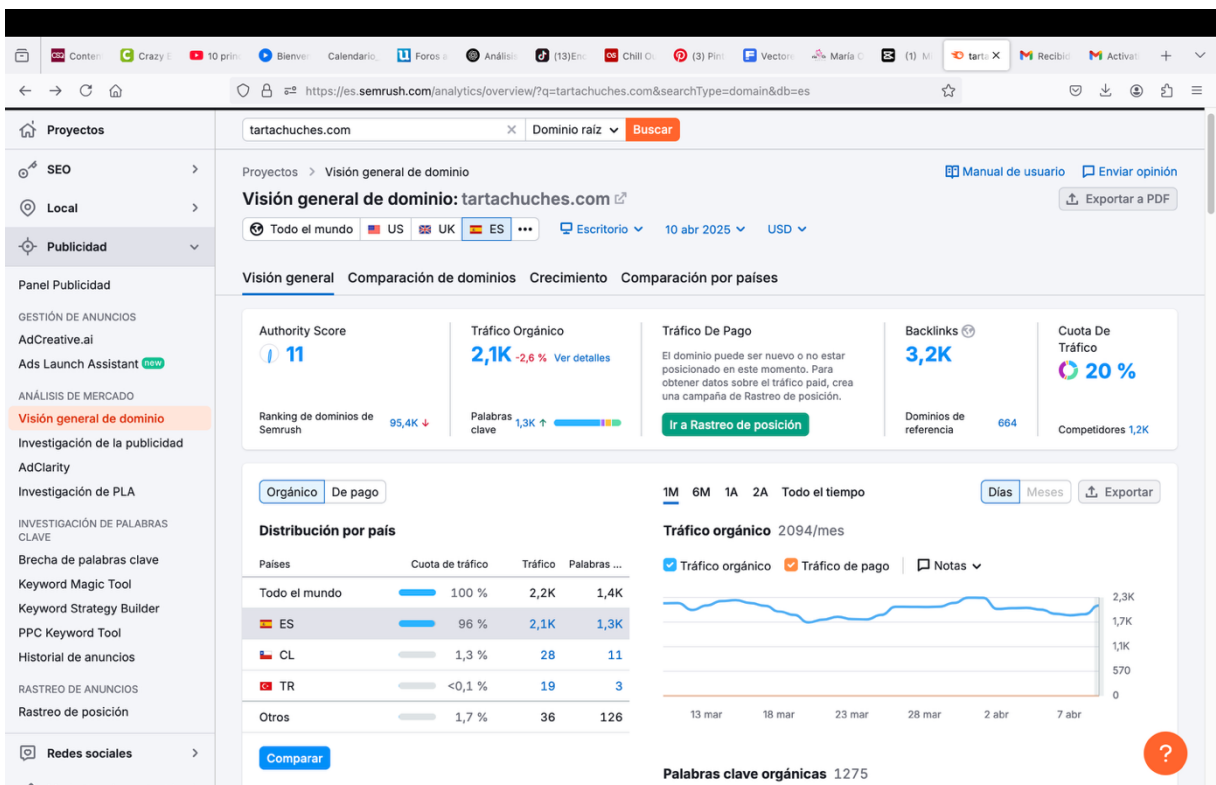 Conten
Crazy E
10 prin
Bienve
Calendario_
Foros a
Análisis
(13)Enc
Chill O
(3) Pint
Vectore
María C
(1) Mi
tarta
Recibid
Activati
https://es.semrush.com/analytics/overview/?q=tartachuches.com&searchType=domain&db=es
Proyectos
SEO
Local
Publicidad
Panel Publicidad
GESTIÓN DE ANUNCIOS
AdCreative.ai
Ads Launch Assistant new
ANÁLISIS DE MERCADO
Visión general de dominio
Investigación de la publicidad
AdClarity
Investigación de PLA
INVESTIGACIÓN DE PALABRAS
CLAVE
Brecha de palabras clave
Keyword Magic Tool
Keyword Strategy Builder
PPC Keyword Tool
Historial de anuncios
RASTREO DE ANUNCIOS
Rastreo de posición
Redes sociales
tartachuches.com
Dominio raíz
Buscar
Proyectos > Visión general de dominio
Manual de usuario
Enviar opinión
Visión general de dominio: tartachuches.com
Exportar a PDF
Todo el mundo
US
UK
ES
•••
Escritorio
10 abr 2025
USD
Visión general
Comparación de dominios
Crecimiento
Comparación por países
Authority Score
11
Ranking de dominios de
Semrush
95,4K ↓
Tráfico Orgánico
2,1K -2,6 % Ver detalles
Palabras
clave
1,3K ↑
Tráfico De Pago
El dominio puede ser nuevo o no estar
posicionado en este momento. Para
obtener datos sobre el tráfico paid, crea
una campaña de Rastreo de posición.
Ir a Rastreo de posición
Backlinks
3,2K
Dominios de
referencia
664
Cuota De
Tráfico
20 %
Competidores 1,2K
Orgánico
De pago
Distribución por país
Países Cuota de tráfico Tráfico Palabras ...
Todo el mundo 100 % 2,2K 1,4K
ES 96 % 2,1K 1,3K
CL 1,3 % 28 11
TR <0,1 % 19 3
Otros 1,7 % 36 126
Comparar
1M 6M 1A 2A Todo el tiempo
Días
Meses
Exportar
Tráfico orgánico 2094/mes
Tráfico orgánico
Tráfico de pago
Notas
2,3K
1,7K
1,1K
570
0
13 mar 18 mar 23 mar 28 mar 2 abr 7 abr
?
Palabras clave orgánicas 1275